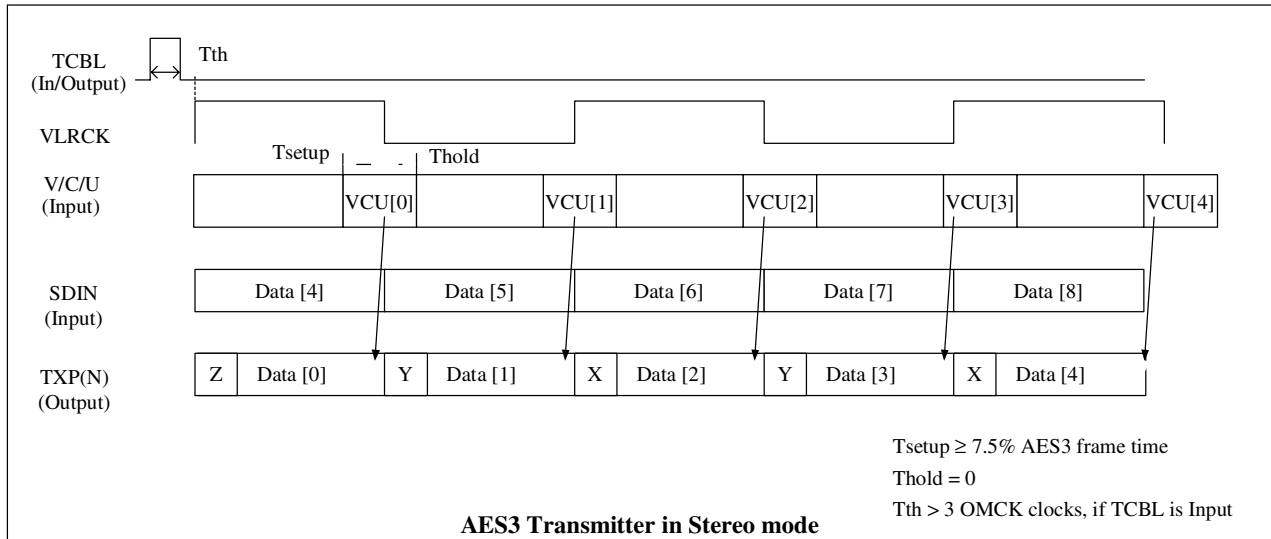 TCBL
(In/Output)
Tth
VLRCK
Tsetup
Thold
V/C/U
(Input)
VCU[0]
VCU[1]
VCU[2]
VCU[3]
VCU[4]
SDIN
(Input)
Data [4]
Data [5]
Data [6]
Data [7]
Data [8]
TXP(N)
(Output)
Z
Data [0]
Y
Data [1]
X
Data [2]
Y
Data [3]
X
Data [4]
Tsetup ≥ 7.5% AES3 frame time
Thold = 0
Tth > 3 OMCK clocks, if TCBL is Input
AES3 Transmitter in Stereo mode